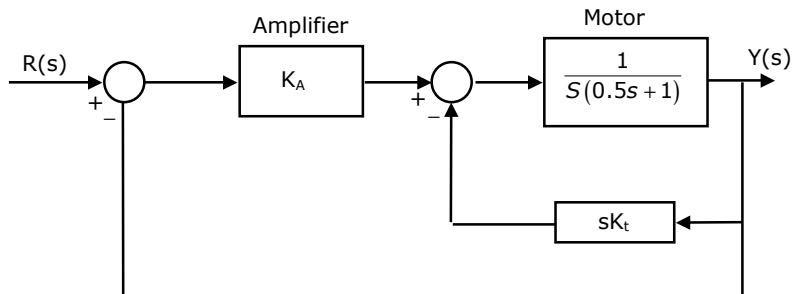 Amplifier
Motor
R(s)
K_A
1
S(0.5s + 1)
Y(s)
+
−
+
−
sK_t